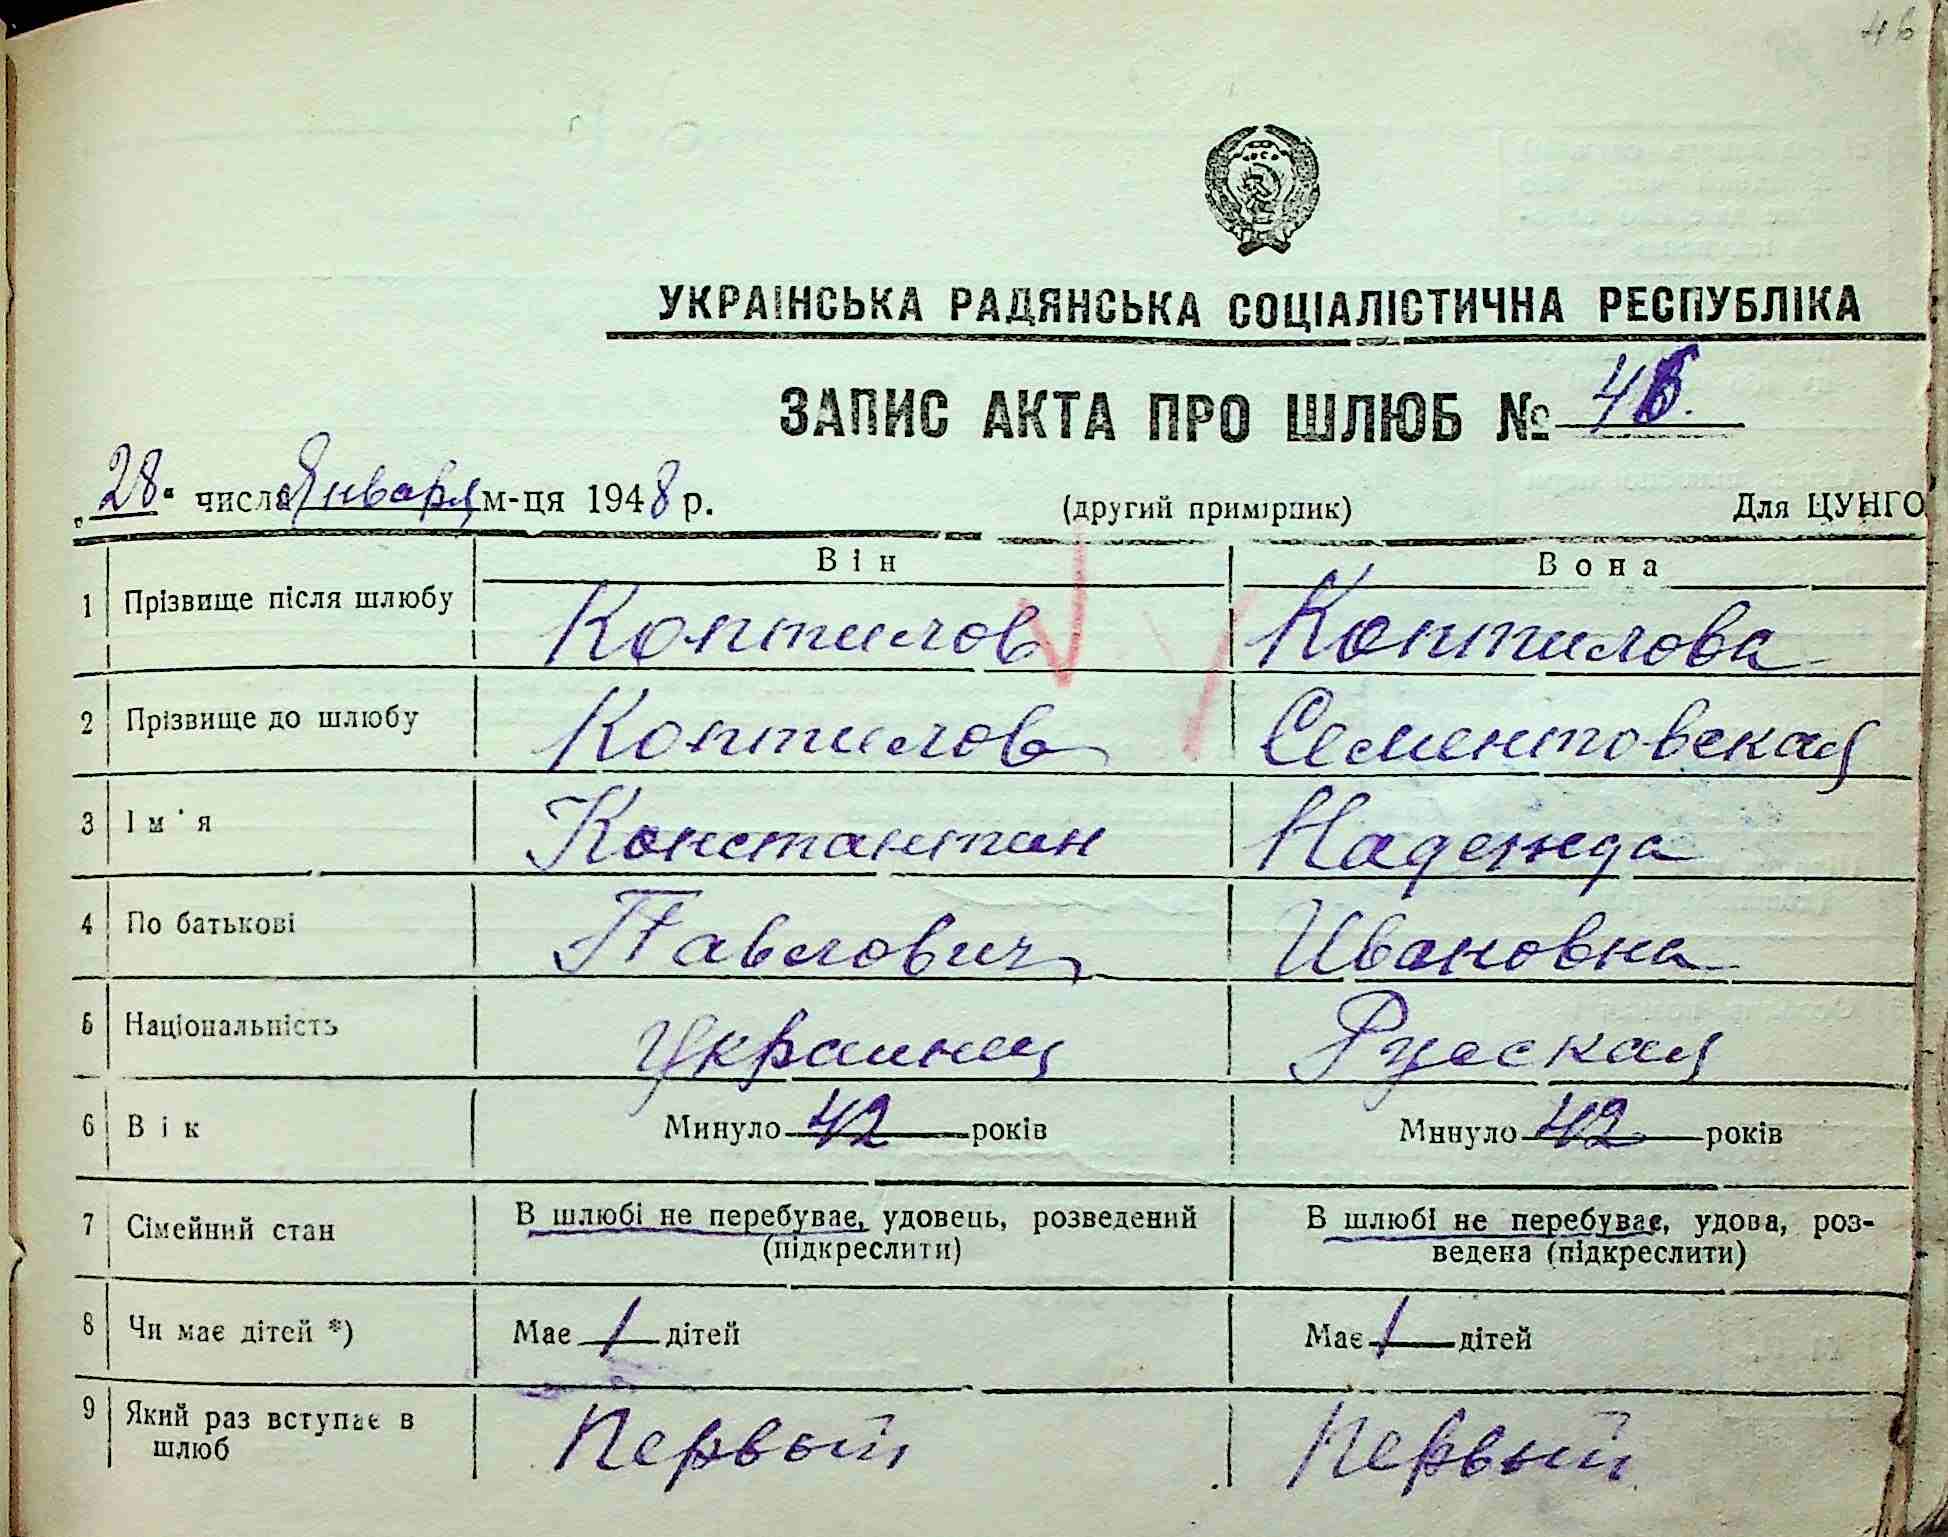 46
УКРАЇНСЬКА РАДЯНСЬКА СОЦІАЛІСТИЧНА РЕСПУБЛІКА
ЗАПИС АКТА ПРО ШЛЮБ № 46.
„28“ числа Января м-ця 1948 р. (другий примірник) Для ЦУНГО
Він Вона
1 Прізвище після шлюбу Коптилов Коптилова
2 Прізвище до шлюбу Коптилов Сементовская
3 Ім'я Константин Надежда
4 По батькові Павлович Ивановна
5 Національність Украинец Руская
6 Вік Минуло 42 років Минуло 42 років
7 Сімейний стан В шлюбі не перебуває, удовець, розведений В шлюбі не перебуває, удова, роз-
(підкреслити) ведена (підкреслити)
8 Чи має дітей *) Має 1 дітей Має 1 дітей
9 Який раз вступає в
шлюб Первый Первый